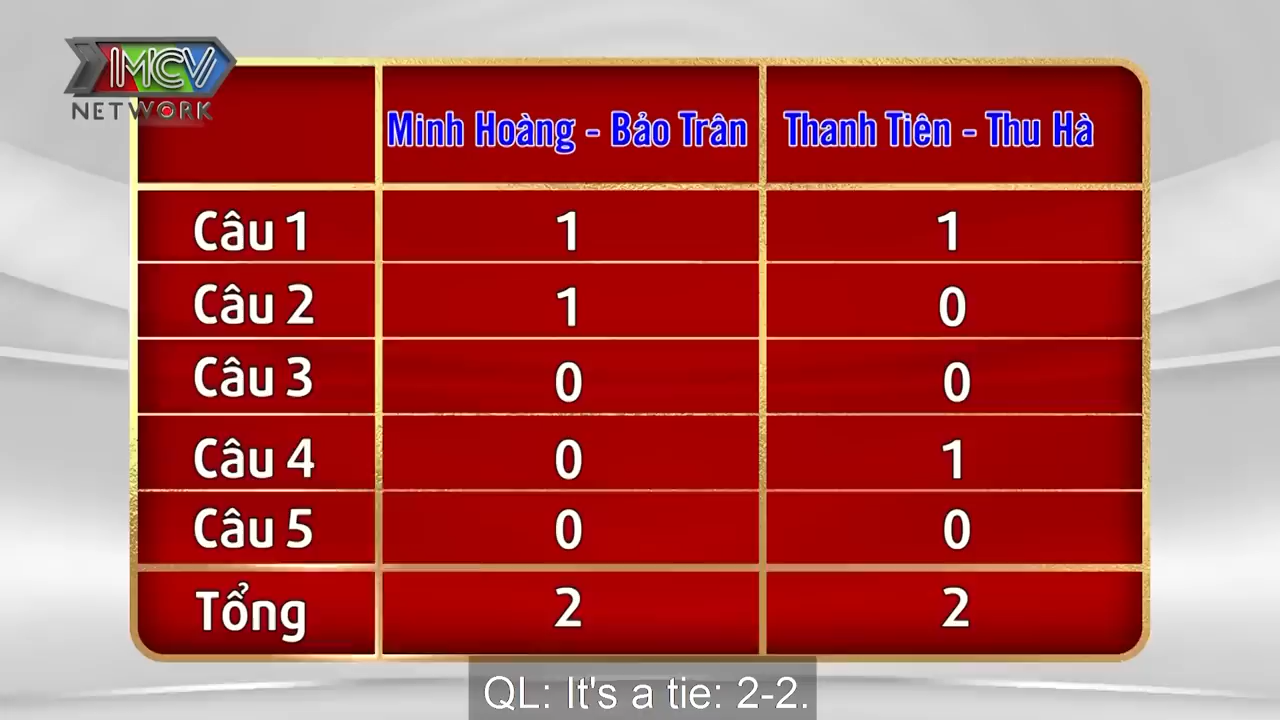 MCV
NETWORK
Minh Hoàng - Bảo Trân Thanh Tiên - Thu Hà
Câu 1 1 1
Câu 2 1 0
Câu 3 0 0
Câu 4 0 1
Câu 5 0 0
Tổng 2 2
QL: It's a tie: 2-2.